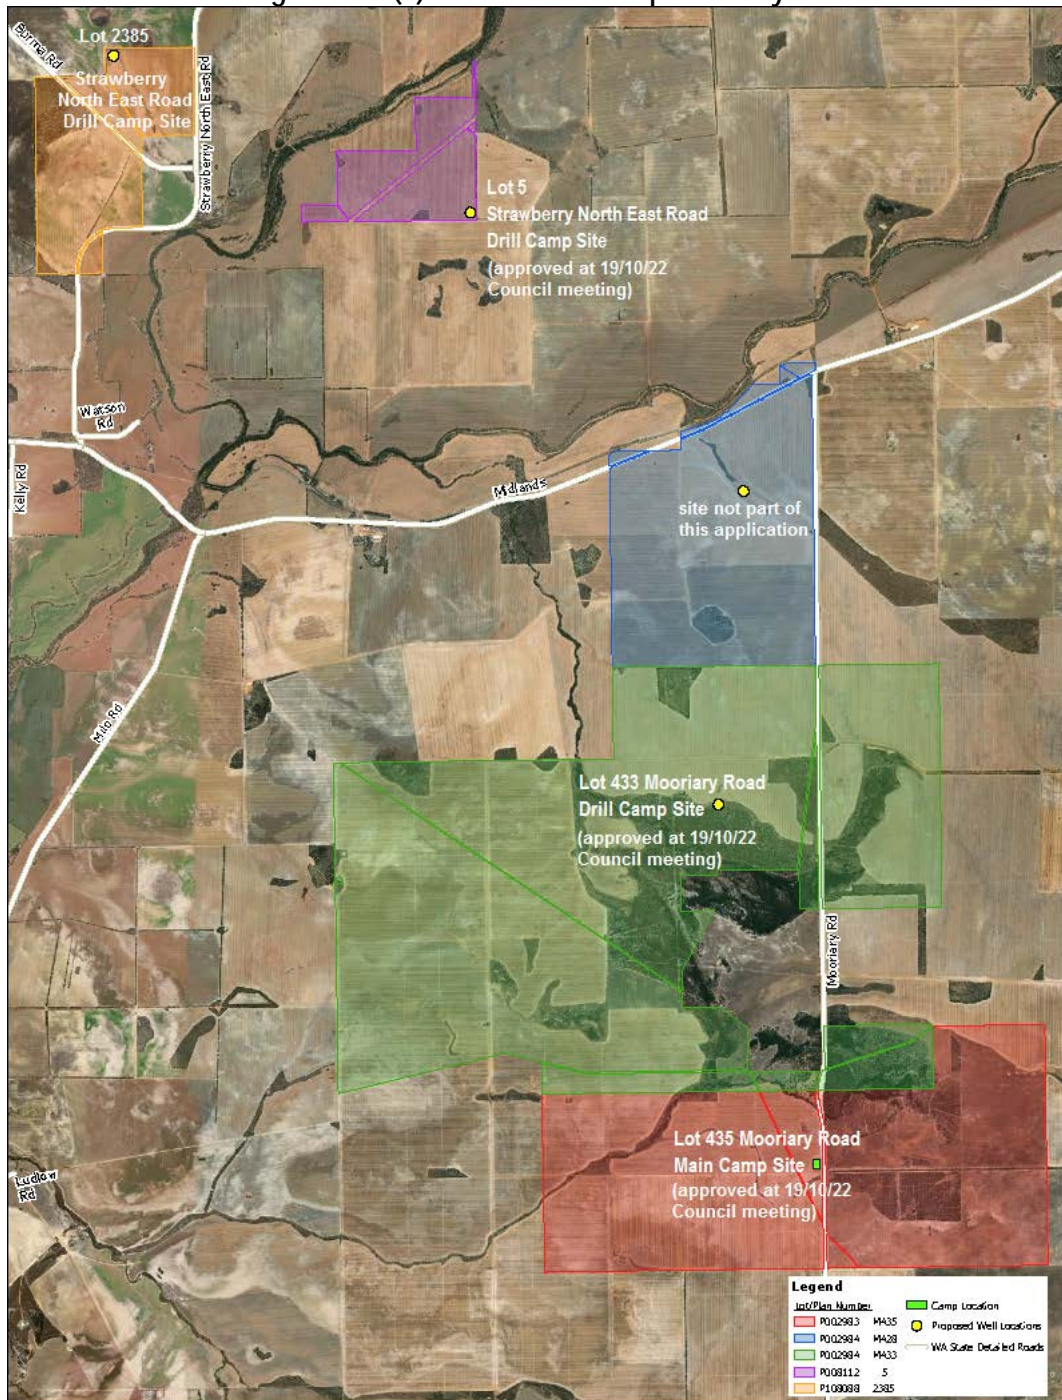 Burma Rd
Lot 2385
Strawberry
North East Road
Drill Camp Site
Strawberry North East Rd
Lot 5
Strawberry North East Road
Drill Camp Site
(approved at 19/10/22
Council meeting)
Watson
Rd
Kelly Rd
Midlands
site not part of
this application
Milo Rd
Lot 433 Mooriary Road
Drill Camp Site
(approved at 19/10/22
Council meeting)
Mooriary Rd
Lot 435 Mooriary Road
Main Camp Site
(approved at 19/10/22
Council meeting)
Ludlow
Rd
Legend
Lot/Plan Number
P002983 M435
P002984 M428
P002984 M433
P008112 5
P108088 2385
Camp Location
Proposed Well Locations
WA State Detailed Roads